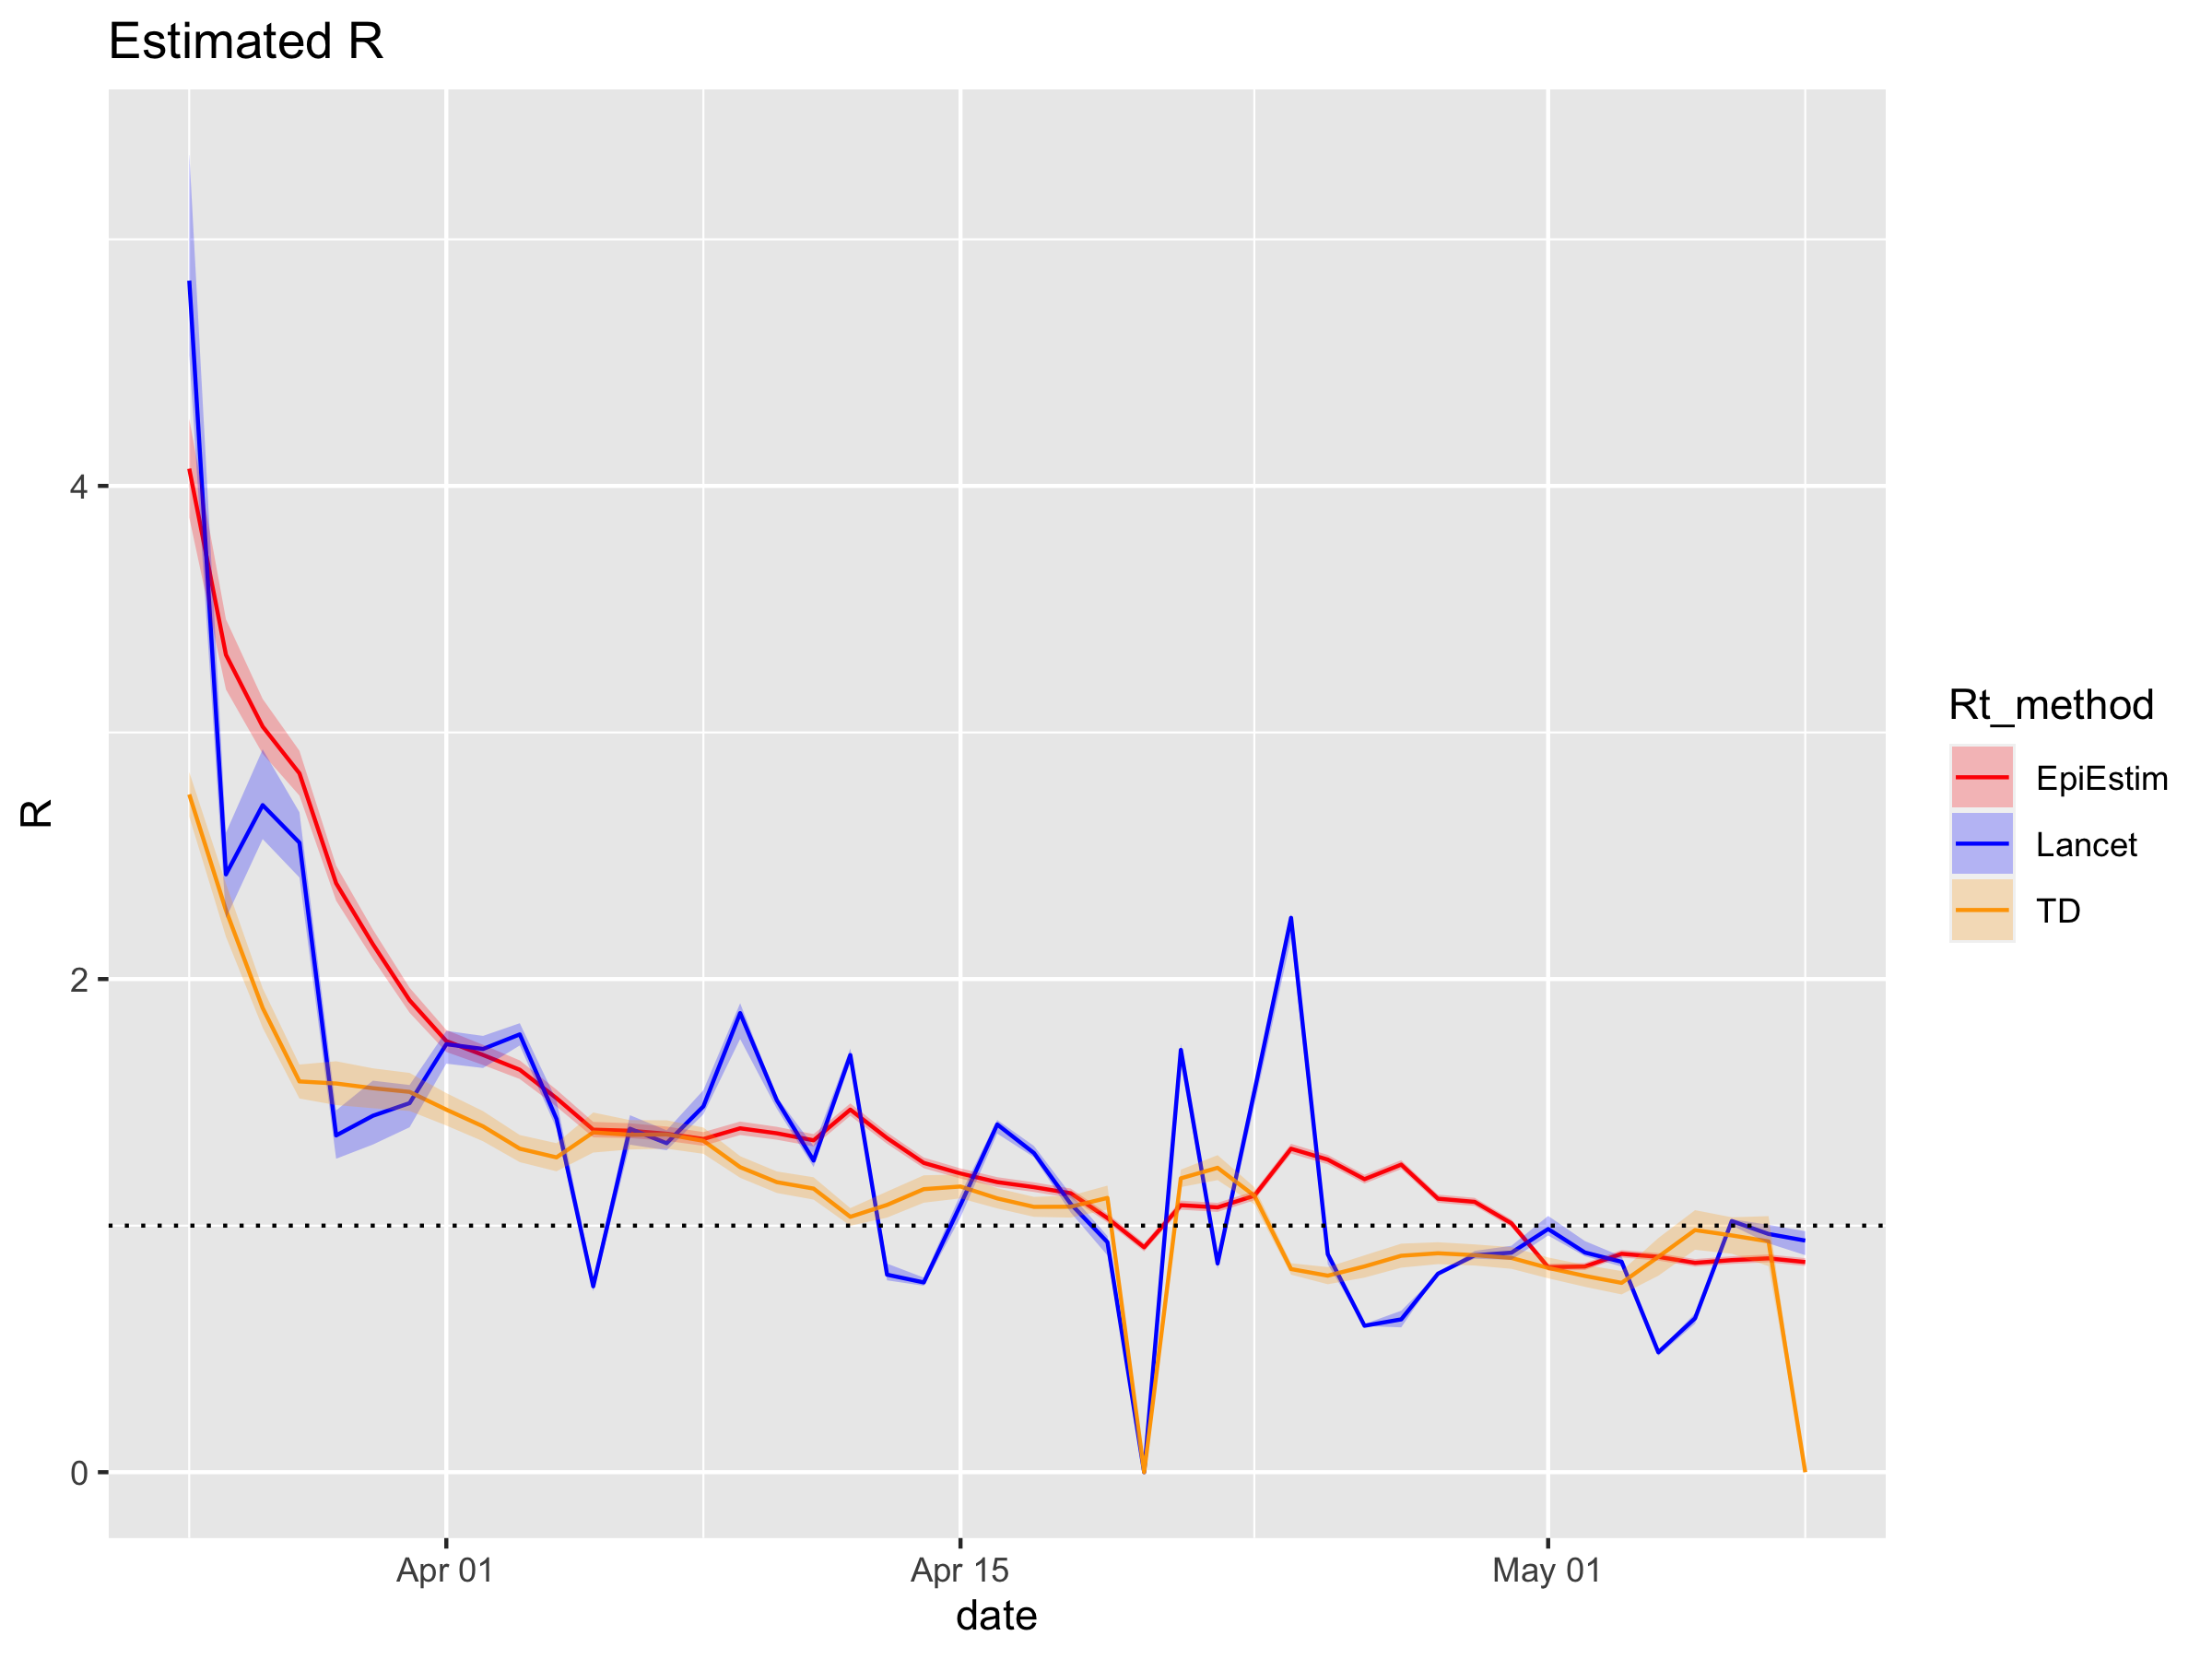 Estimated R
R
4
2
0
Apr 01
Apr 15
May 01
date
Rt_method
EpiEstim
Lancet
TD